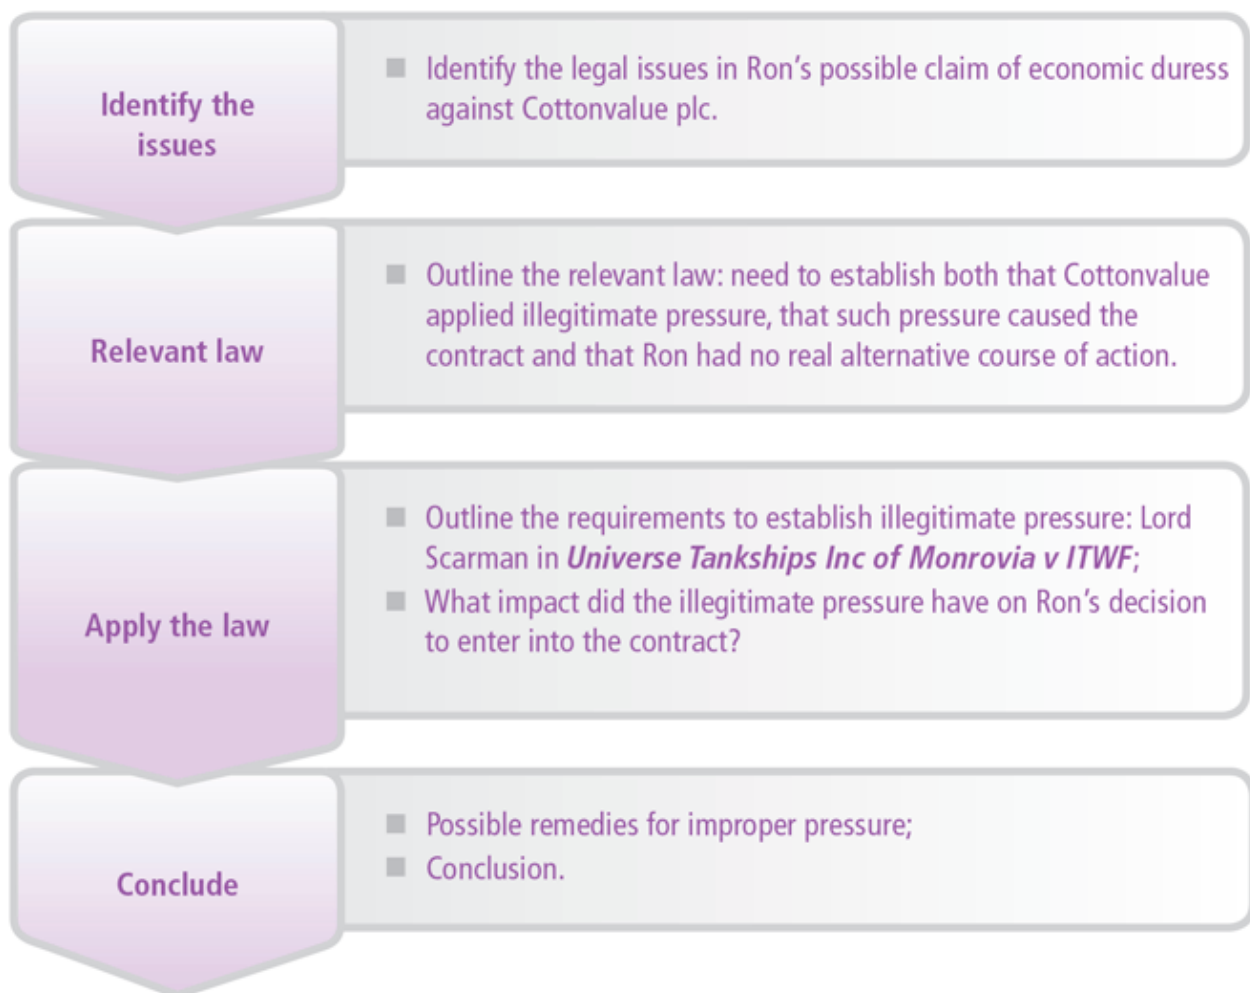 Identify the
issues
■ Identify the legal issues in Ron's possible claim of economic duress
against Cottonvalue plc.
Relevant law
■ Outline the relevant law: need to establish both that Cottonvalue
applied illegitimate pressure, that such pressure caused the
contract and that Ron had no real alternative course of action.
Apply the law
■ Outline the requirements to establish illegitimate pressure: Lord
Scarman in Universe Tankships Inc of Monrovia v ITWF;
■ What impact did the illegitimate pressure have on Ron's decision
to enter into the contract?
Conclude
■ Possible remedies for improper pressure;
■ Conclusion.